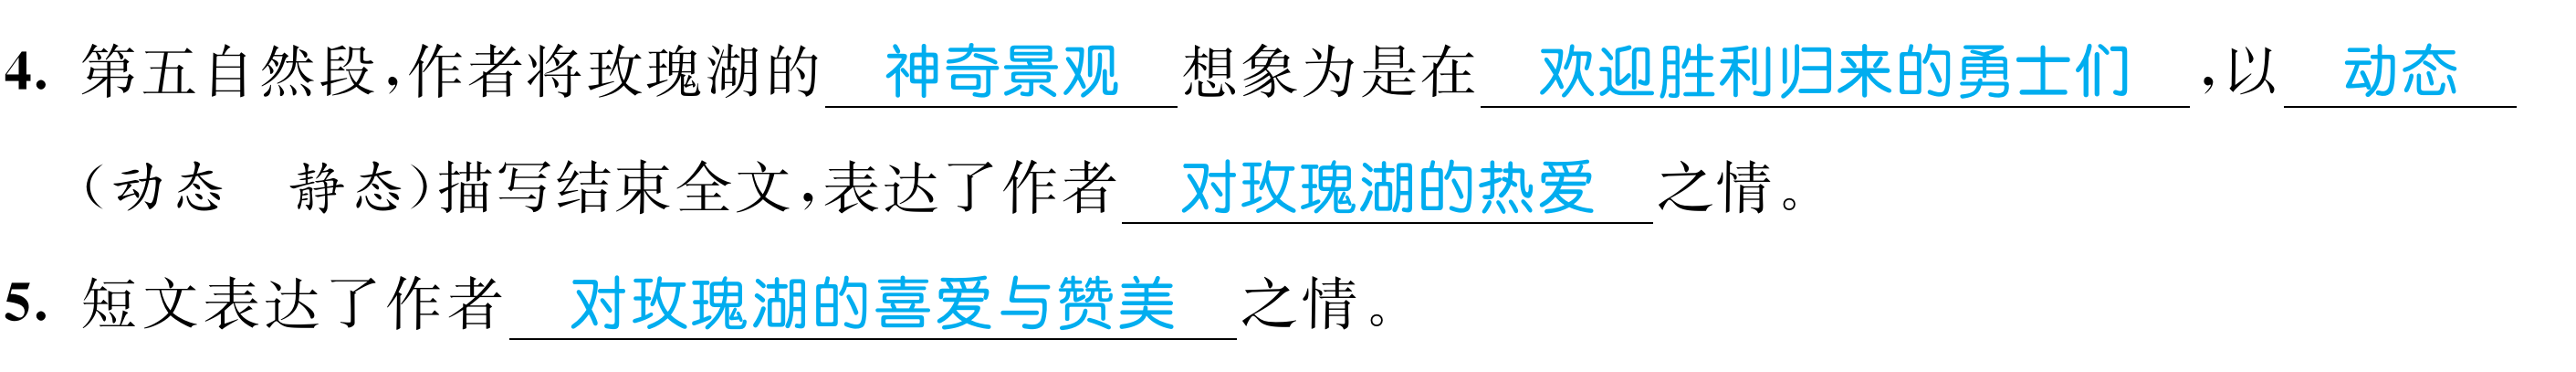 4. 第五自然段,作者将玫瑰湖的 神奇景观 想象为是在 欢迎胜利归来的勇士们 ,以 动态
(动态 静态)描写结束全文,表达了作者 对玫瑰湖的热爱 之情。
5. 短文表达了作者 对玫瑰湖的喜爱与赞美 之情。